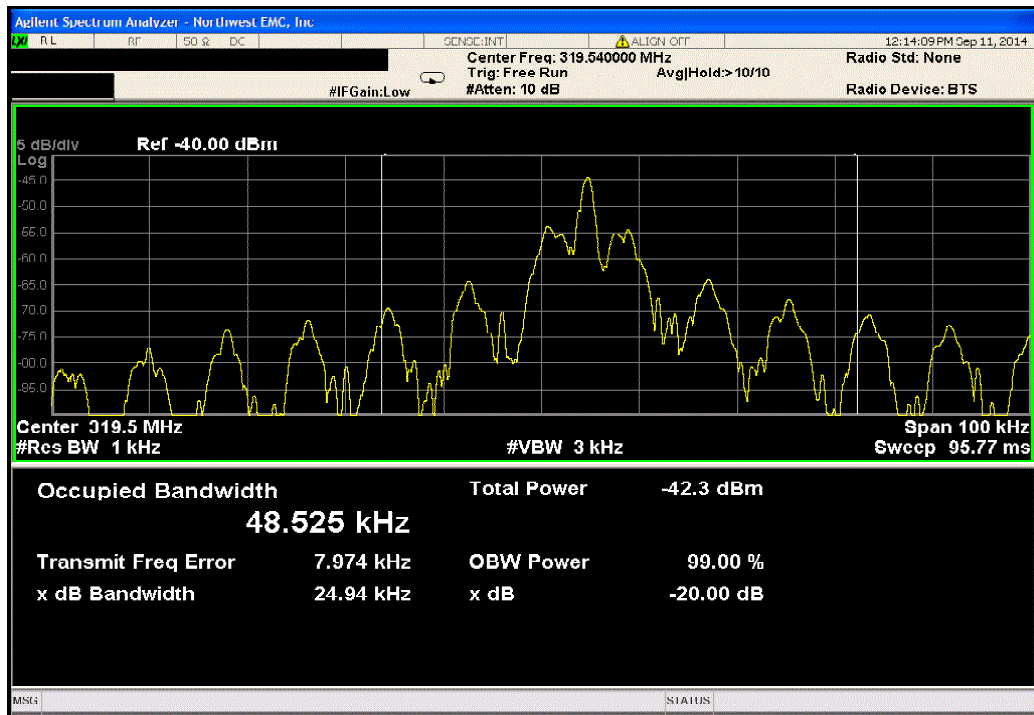 Agilent Spectrum Analyzer - Northwest EMC, Inc
LXI RL RF 50 Ω DC SENSE:INT ALIGN OFF 12:14:09 PM Sep 11, 2014
Center Freq: 319.540000 MHz Radio Std: None
Trig: Free Run Avg|Hold:>10/10
#IFGain:Low #Atten: 10 dB Radio Device: BTS
5 dB/div Ref -40.00 dBm
Log
-45.0
-50.0
-55.0
-60.0
-65.0
-70.0
-75.0
-80.0
-85.0
Center 319.5 MHz Span 100 kHz
#Res BW 1 kHz #VBW 3 kHz Sweep 95.77 ms
Occupied Bandwidth Total Power -42.3 dBm
48.525 kHz
Transmit Freq Error 7.974 kHz OBW Power 99.00 %
x dB Bandwidth 24.94 kHz x dB -20.00 dB
MSG STATUS